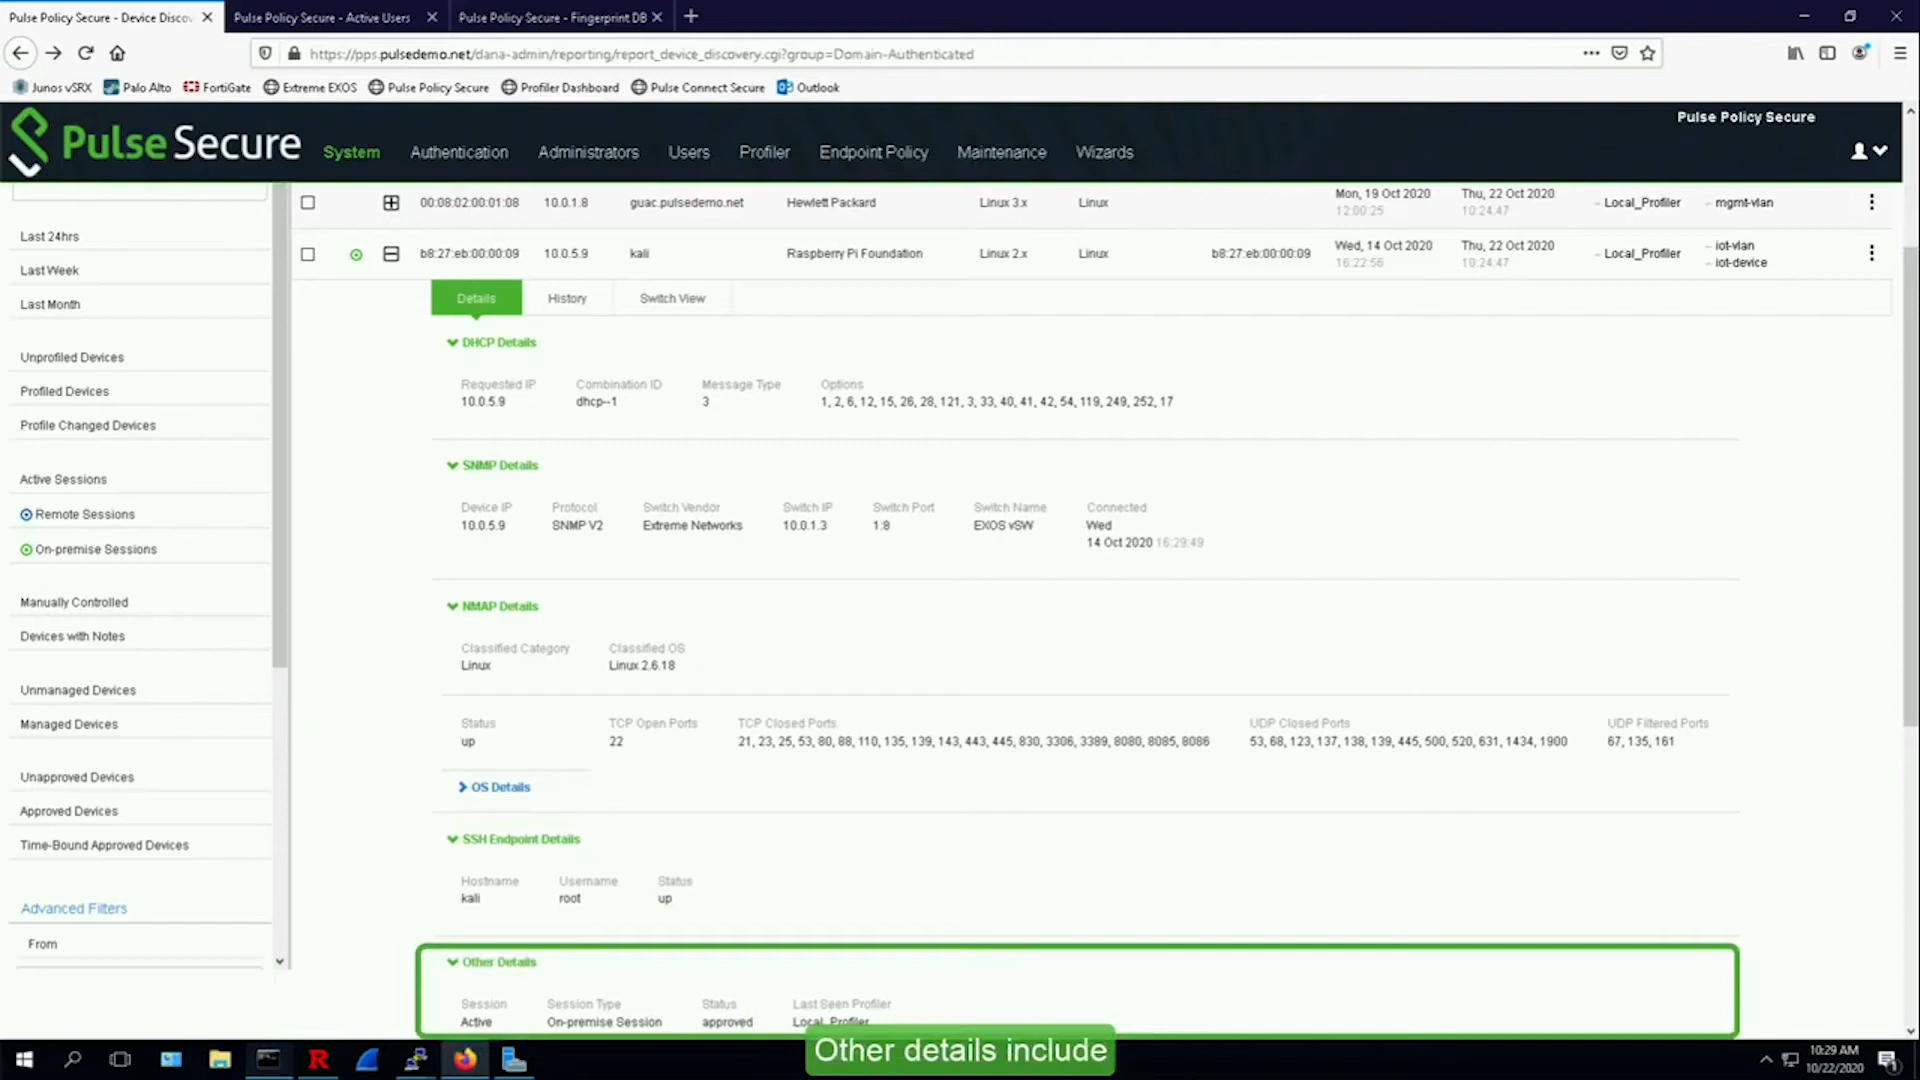 Pulse Policy Secure - Device Discov
Pulse Policy Secure - Active Users
Pulse Policy Secure - Fingerprint DB
https://pps.pulsedemo.net/dana-admin/reporting/report_device_discovery.cgi?group=Domain-Authenticated
Junos vSRX Palo Alto FortiGate Extreme EXOS Pulse Policy Secure Profiler Dashboard Pulse Connect Secure Outlook
Pulse Policy Secure
Pulse Secure System Authentication Administrators Users Profiler Endpoint Policy Maintenance Wizards
Last 24hrs
Last Week
Last Month
Unprofiled Devices
Profiled Devices
Profile Changed Devices
Active Sessions
Remote Sessions
On-premise Sessions
Manually Controlled
Devices with Notes
Unmanaged Devices
Managed Devices
Unapproved Devices
Approved Devices
Time-Bound Approved Devices
Advanced Filters
From
00:08:02:00:01:08 10.0.1.8 guac.pulsedemo.net Hewlett Packard Linux 3.x Linux Mon, 19 Oct 2020 Thu, 22 Oct 2020 - Local_Profiler - mgmt-vlan
12:00:25 10:24:47
b8:27:eb:00:00:09 10.0.5.9 kali Raspberry Pi Foundation Linux 2.x Linux b8:27:eb:00:00:09 Wed, 14 Oct 2020 Thu, 22 Oct 2020 - Local_Profiler - iot-vlan
16:22:56 10:24:47 - iot-device
Details History Switch View
DHCP Details
Requested IP Combination ID Message Type Options
10.0.5.9 dhcp--1 3 1, 2, 6, 12, 15, 26, 28, 121, 3, 33, 40, 41, 42, 54, 119, 249, 252, 17
SNMP Details
Device IP Protocol Switch Vendor Switch IP Switch Port Switch Name Connected
10.0.5.9 SNMP V2 Extreme Networks 10.0.1.3 1:8 EXOS vSW Wed
14 Oct 2020 16:29:49
NMAP Details
Classified Category Classified OS
Linux Linux 2.6.18
Status TCP Open Ports TCP Closed Ports UDP Closed Ports UDP Filtered Ports
up 22 21, 23, 25, 53, 80, 88, 110, 135, 139, 143, 443, 445, 830, 3306, 3389, 8080, 8085, 8086 53, 68, 123, 137, 138, 139, 445, 500, 520, 631, 1434, 1900 67, 135, 161
OS Details
SSH Endpoint Details
Hostname Username Status
kali root up
Other Details
Session Session Type Status Last Seen Profiler
Active On-premise Session approved Local_Profiler
Other details include
10:29 AM
10/22/2020